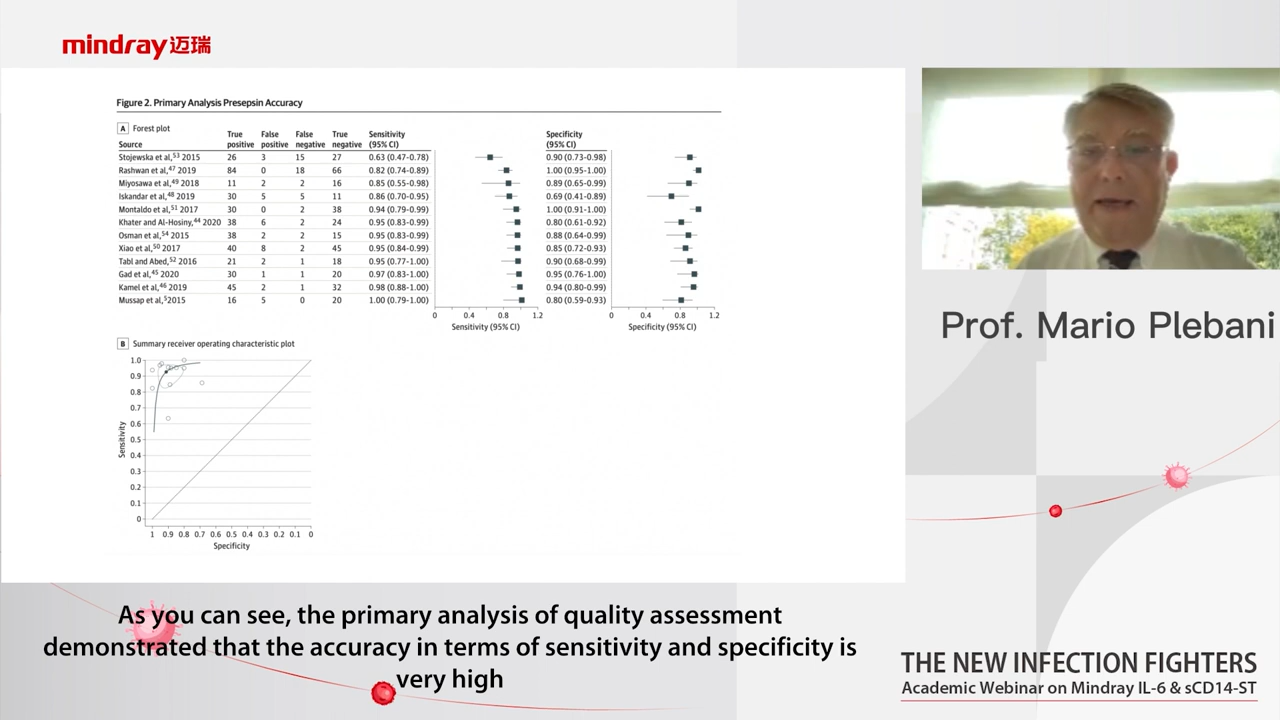 mindray迈瑞
Figure 2. Primary Analysis Presepsin Accuracy
A Forest plot
Source True positive False positive False negative True negative Sensitivity (95% CI) Specificity (95% CI)
Stojewska et al,53 2015 26 3 15 27 0.63 (0.47-0.78) 0.90 (0.73-0.98)
Rashwan et al,47 2019 84 0 18 66 0.82 (0.74-0.89) 1.00 (0.95-1.00)
Miyosawa et al,49 2018 11 2 2 16 0.85 (0.55-0.98) 0.89 (0.65-0.99)
Iskandar et al,48 2019 30 5 5 11 0.86 (0.70-0.95) 0.69 (0.41-0.89)
Montaldo et al,51 2017 30 0 2 38 0.94 (0.79-0.99) 1.00 (0.91-1.00)
Khater and Al-Hosiny,44 2020 38 6 2 24 0.95 (0.83-0.99) 0.80 (0.61-0.92)
Osman et al,54 2015 38 2 2 15 0.95 (0.83-0.99) 0.88 (0.64-0.99)
Xiao et al,50 2017 40 8 2 45 0.95 (0.84-0.99) 0.85 (0.72-0.93)
Tabl and Abed,52 2016 21 2 1 18 0.95 (0.77-1.00) 0.90 (0.68-0.99)
Gad et al,45 2020 30 1 1 20 0.97 (0.83-1.00) 0.95 (0.76-1.00)
Kamel et al,46 2019 45 2 1 32 0.98 (0.88-1.00) 0.94 (0.80-0.99)
Mussap et al,5 2015 16 5 0 20 1.00 (0.79-1.00) 0.80 (0.59-0.93)
0 0.4 0.8 1.2 0 0.4 0.8 1.2
Sensitivity (95% CI) Specificity (95% CI)
B Summary receiver operating characteristic plot
1.0
0.9
0.8
0.7
0.6
0.5
0.4
0.3
0.2
0.1
0
Sensitivity
1 0.9 0.8 0.7 0.6 0.5 0.4 0.3 0.2 0.1 0
Specificity
Prof. Mario Plebani
As you can see, the primary analysis of quality assessment
demonstrated that the accuracy in terms of sensitivity and specificity is
very high
THE NEW INFECTION FIGHTERS
Academic Webinar on Mindray IL-6 & sCD14-ST